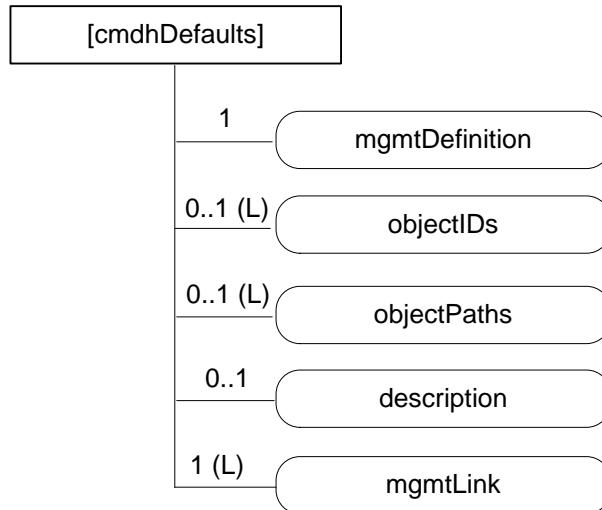 [cmdhDefaults]
1
mgmtDefinition
0..1 (L)
objectIDs
0..1 (L)
objectPaths
0..1
description
1 (L)
mgmtLink